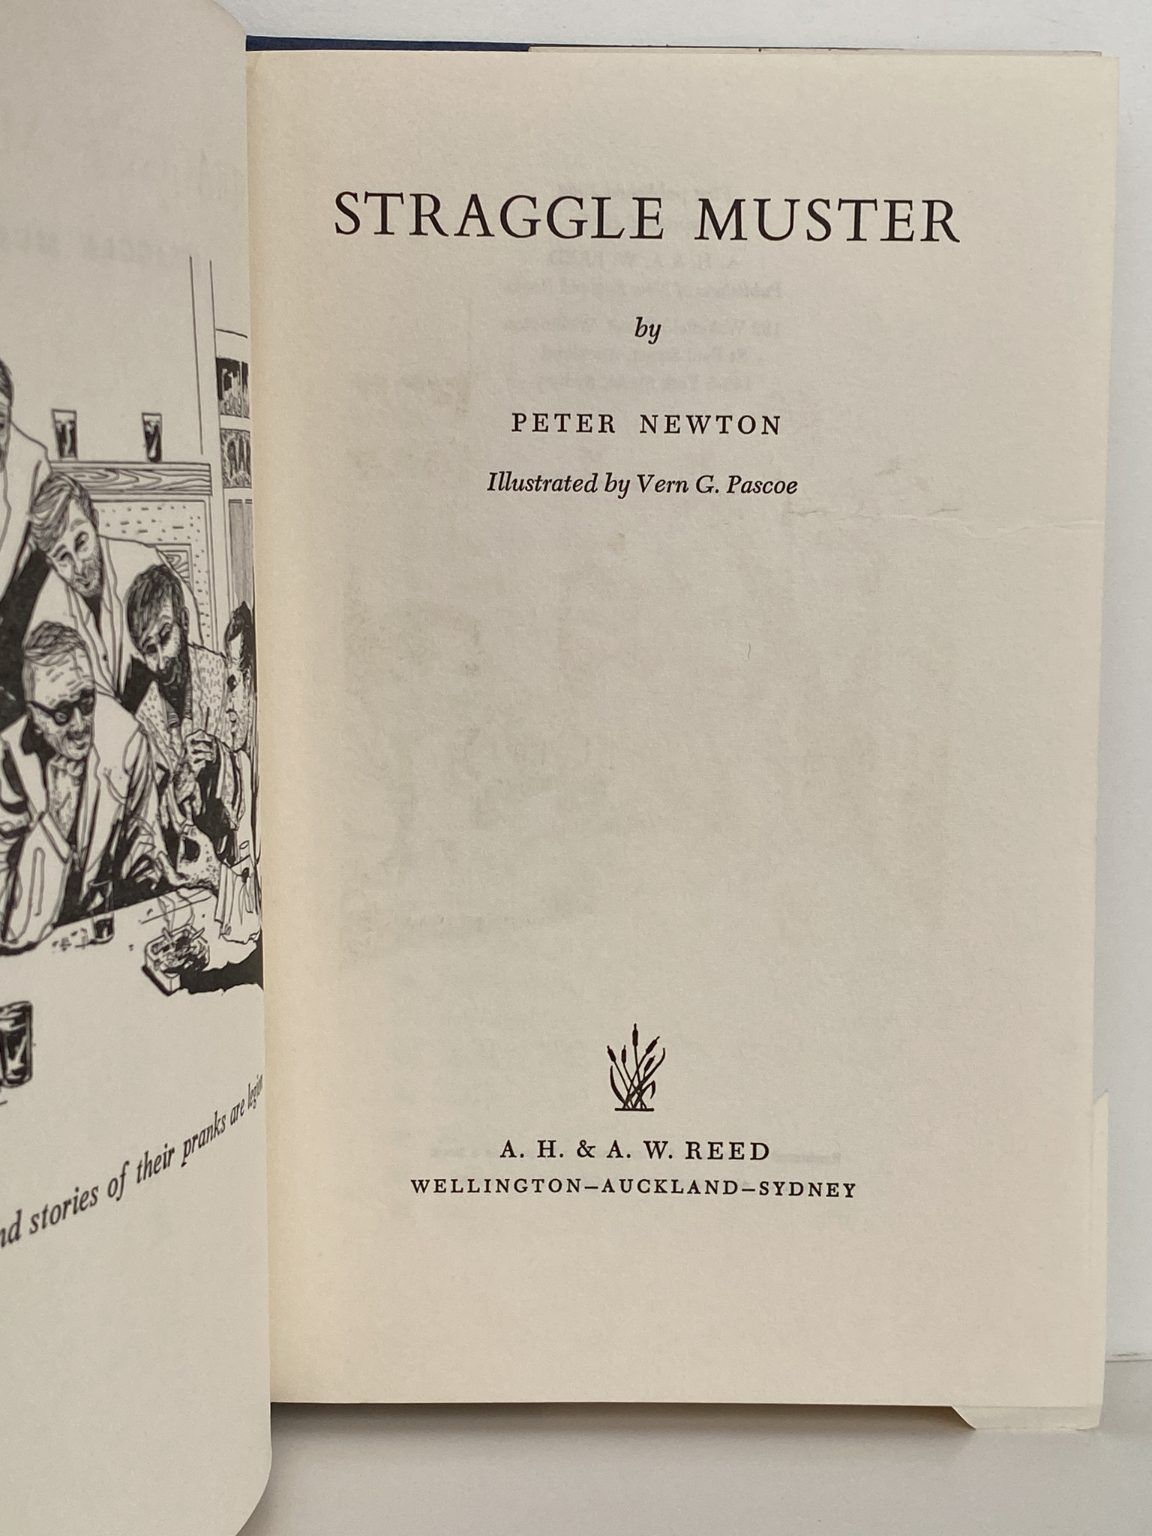 nd stories of their pranks are legion
STRAGGLE MUSTER
by
PETER NEWTON
Illustrated by Vern G. Pascoe
A. H. & A. W. REED
WELLINGTON–AUCKLAND–SYDNEY